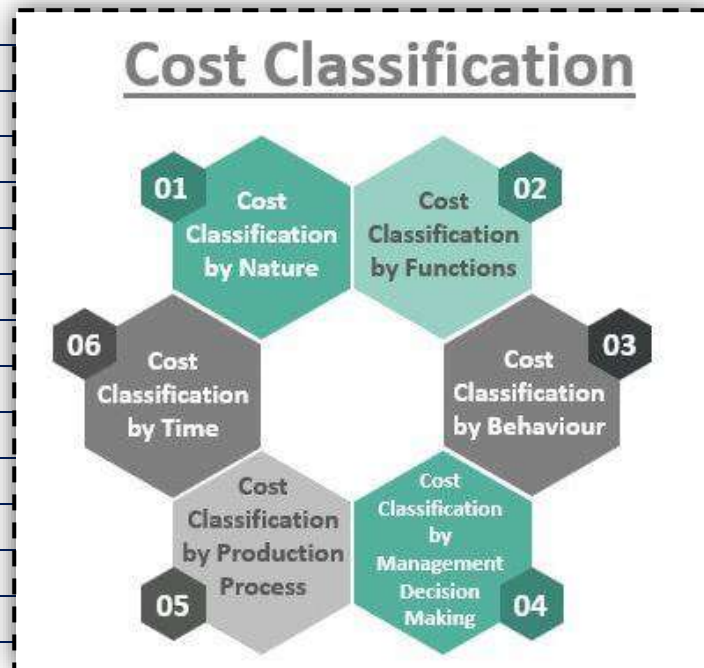 Cost Classification
01
Cost
Classification
by Nature
02
Cost
Classification
by Functions
03
Cost
Classification
by Behaviour
04
Cost
Classification
by
Management
Decision
Making
05
Cost
Classification
by Production
Process
06
Cost
Classification
by Time